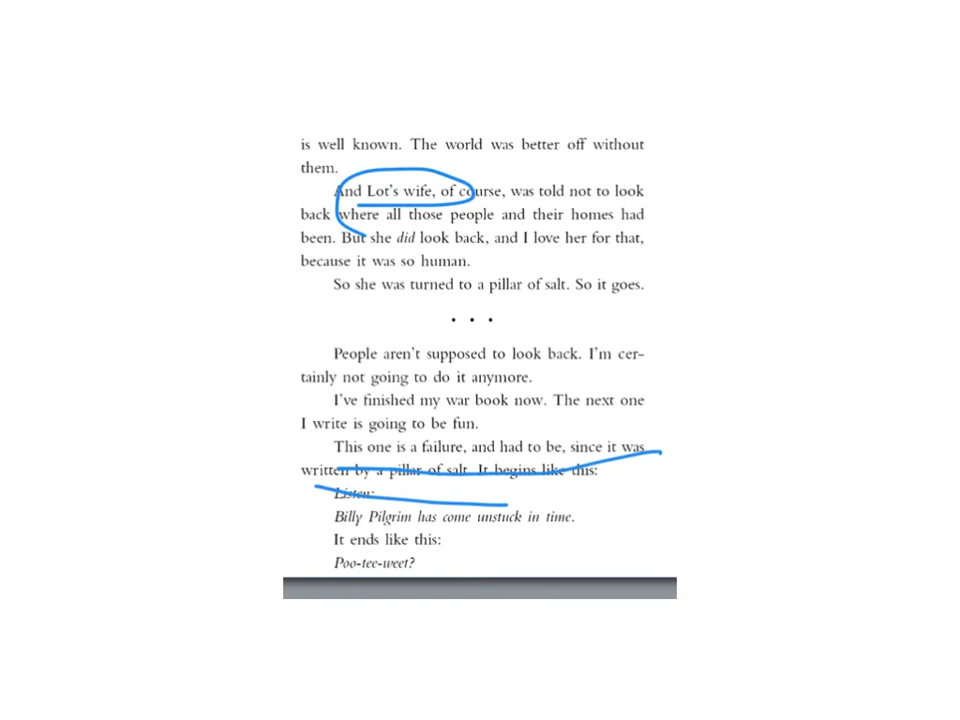 is well known. The world was better off without
them.
And Lot's wife, of course, was told not to look
back where all those people and their homes had
been. But she did look back, and I love her for that,
because it was so human.
So she was turned to a pillar of salt. So it goes.
• • •
People aren't supposed to look back. I'm cer-
tainly not going to do it anymore.
I've finished my war book now. The next one
I write is going to be fun.
This one is a failure, and had to be, since it was
written by a pillar of salt. It begins like this:
Listen:
Billy Pilgrim has come unstuck in time.
It ends like this:
Poo-tee-weet?